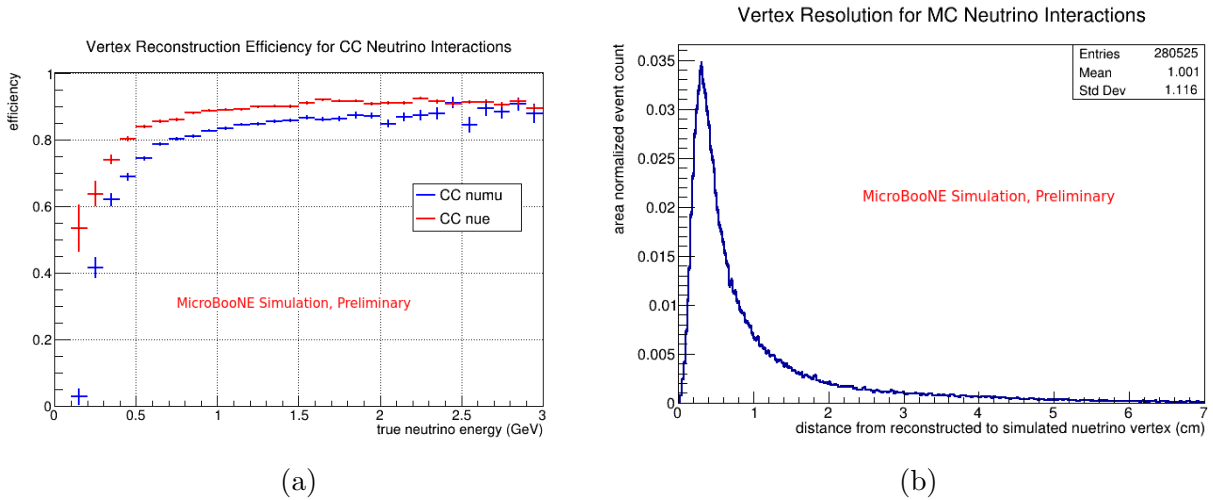 Vertex Reconstruction Efficiency for CC Neutrino Interactions
efficiency
1
0.8
0.6
0.4
0.2
0
CC numu
CC nue
MicroBooNE Simulation, Preliminary
0 0.5 1 1.5 2 2.5 3
true neutrino energy (GeV)
(a)
Vertex Resolution for MC Neutrino Interactions
area normalized event count
0.035
0.03
0.025
0.02
0.015
0.01
0.005
0
Entries 280525
Mean 1.001
Std Dev 1.116
MicroBooNE Simulation, Preliminary
0 1 2 3 4 5 6 7
distance from reconstructed to simulated nuetrino vertex (cm)
(b)